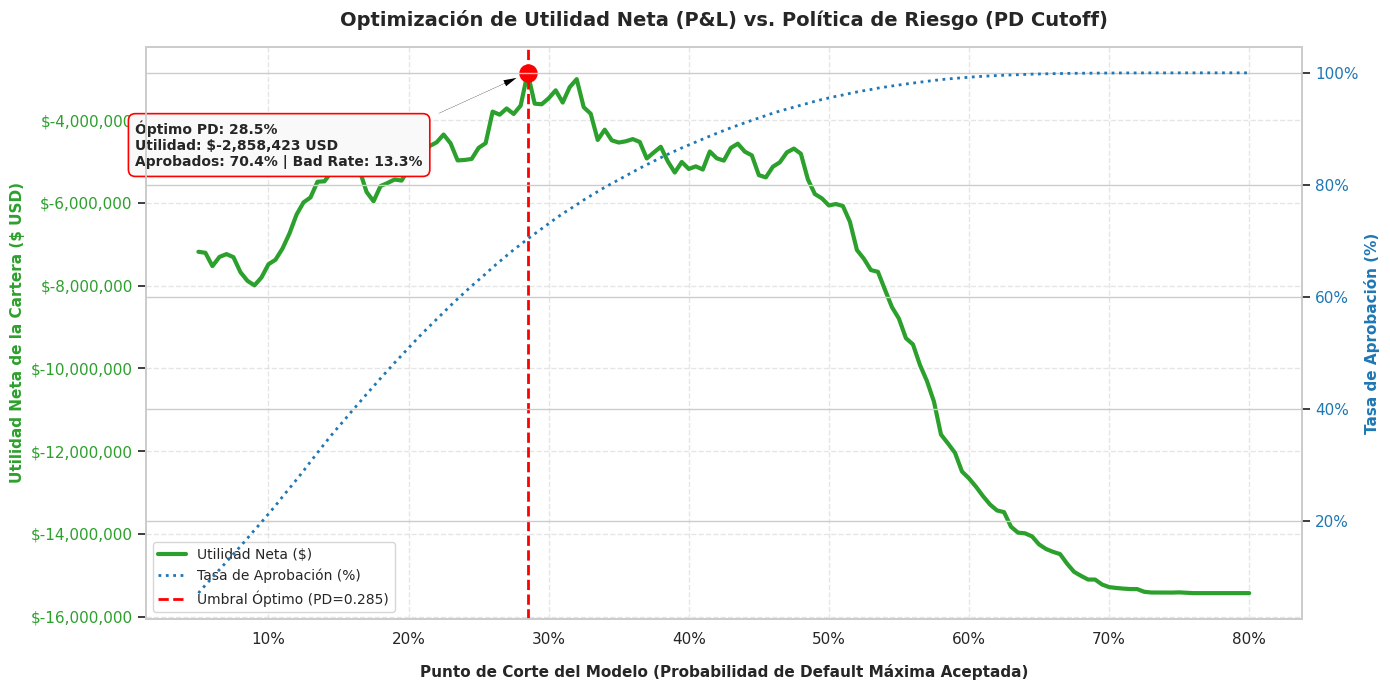 Optimización de Utilidad Neta (P&L) vs. Política de Riesgo (PD Cutoff)
Utilidad Neta de la Cartera ($ USD)
$-4,000,000
$-6,000,000
$-8,000,000
$-10,000,000
$-12,000,000
$-14,000,000
$-16,000,000
Óptimo PD: 28.5%
Utilidad: $-2,858,423 USD
Aprobados: 70.4% | Bad Rate: 13.3%
100%
80%
60%
40%
20%
Tasa de Aprobación (%)
Utilidad Neta ($)
Tasa de Aprobación (%)
Umbral Óptimo (PD=0.285)
10%
20%
30%
40%
50%
60%
70%
80%
Punto de Corte del Modelo (Probabilidad de Default Máxima Aceptada)